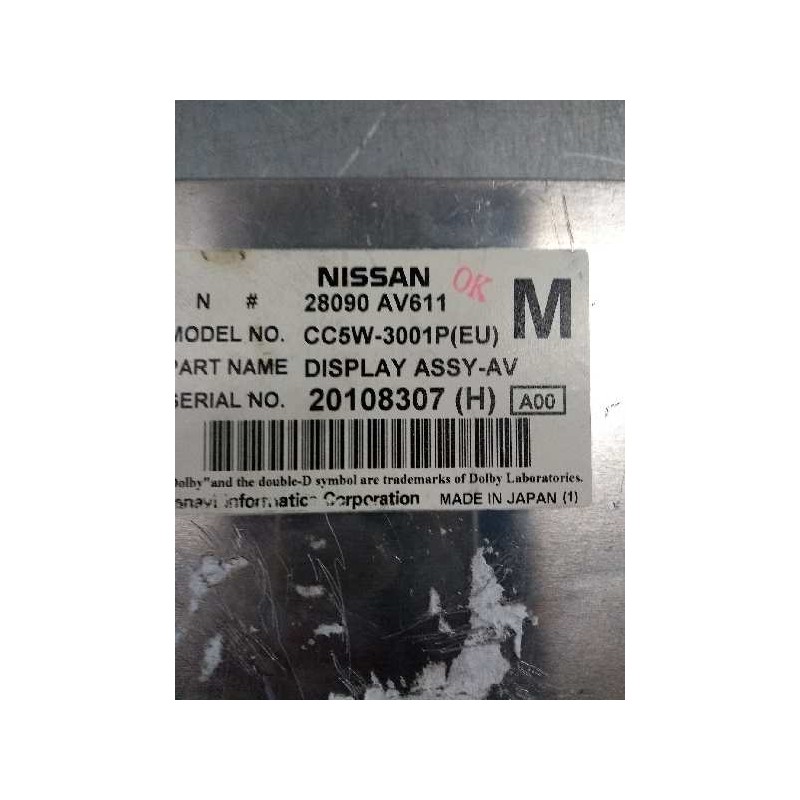 NISSAN OK
N # 28090 AV611 M
MODEL NO. CC5W-3001P(EU)
PART NAME DISPLAY ASSY-AV
SERIAL NO. 20108307 (H) A00
Dolby"and the double-D symbol are trademarks of Dolby Laboratories.
Corporation MADE IN JAPAN (1)